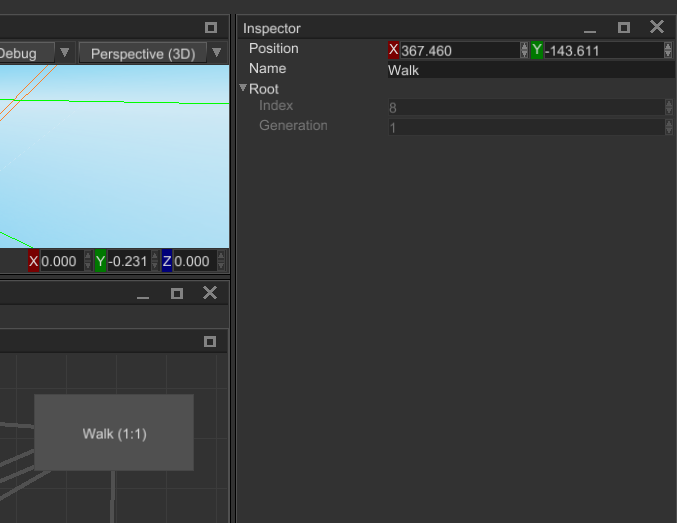 Inspector
Debug
Perspective (3D)
Position X 367.460 Y -143.611
Name Walk
Root
Index 8
Generation 1
X 0.000 Y -0.231 Z 0.000
Walk (1:1)